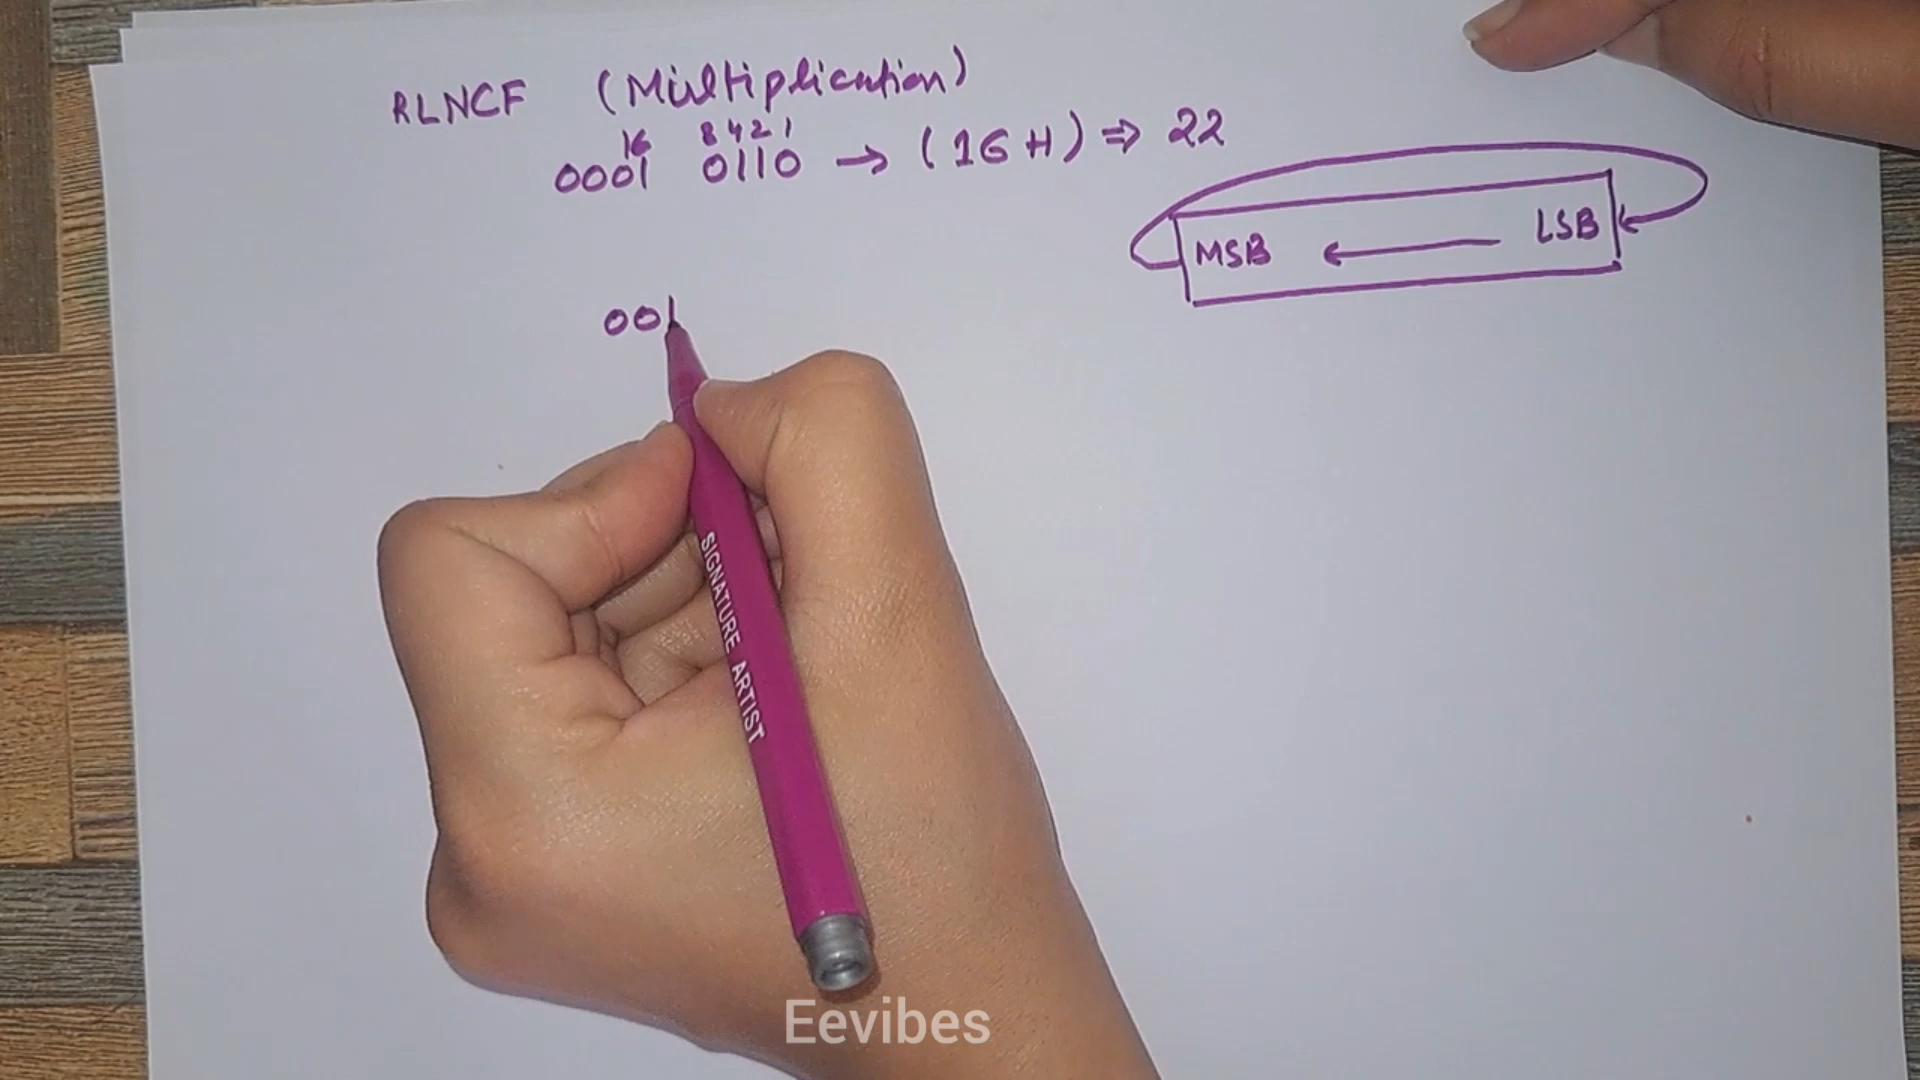 RLNCF (Multiplication)
16 8 4 2 1
0001 0110 → (16H) ⇒ 22
MSB ← LSB
001
SIGNATURE ARTIST
Eevibes